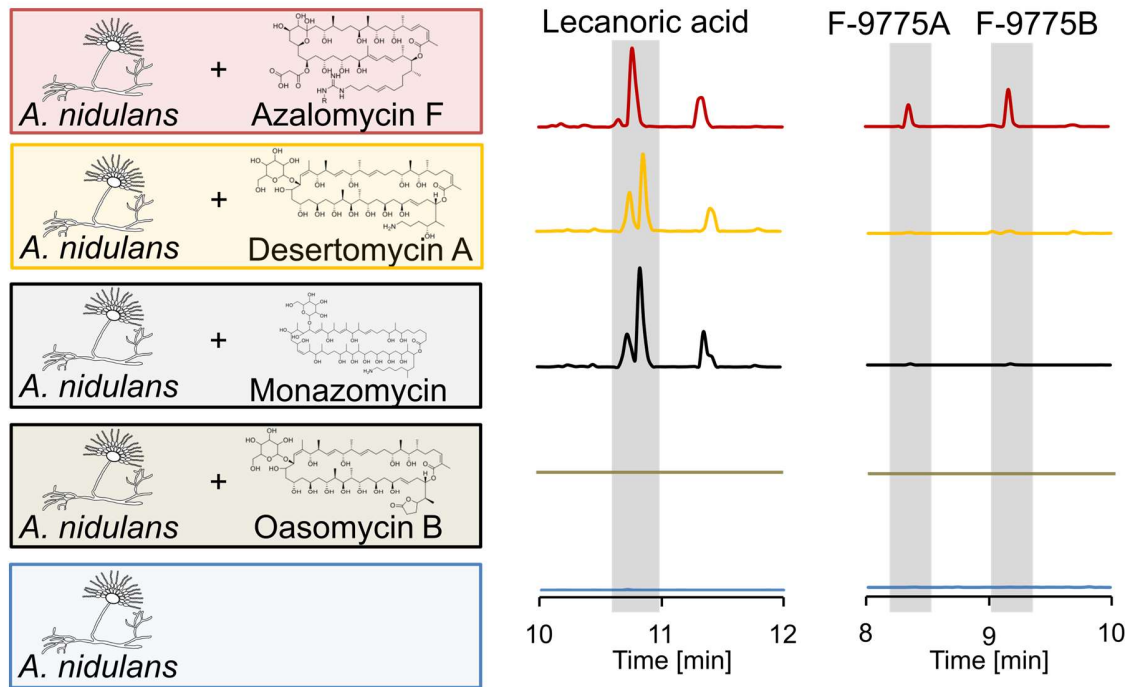 A. nidulans + Azalomycin F
A. nidulans + Desertomycin A
A. nidulans + Monazomycin
A. nidulans + Oasomycin B
A. nidulans
Lecanoric acid
F-9775A F-9775B
10 11 12
Time [min]
8 9 10
Time [min]